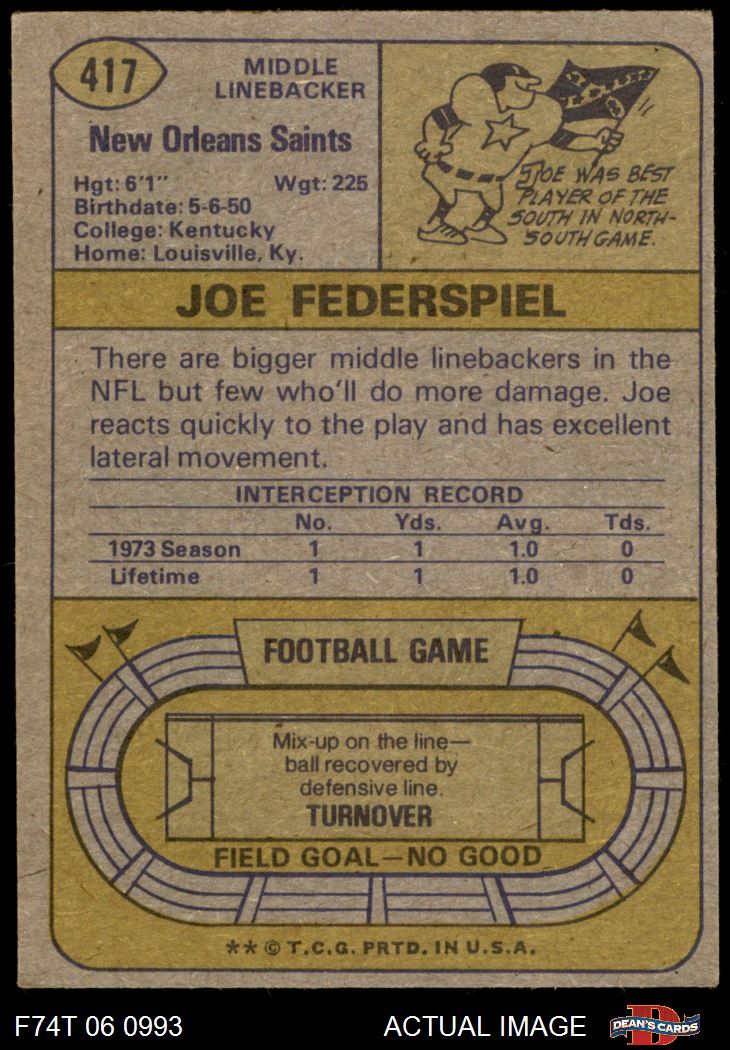 417
MIDDLE
LINEBACKER
New Orleans Saints
Hgt: 6'1" Wgt: 225
Birthdate: 5-6-50
College: Kentucky
Home: Louisville, Ky.
JOE WAS BEST
PLAYER OF THE
SOUTH IN NORTH-
SOUTH GAME.
JOE FEDERSPIEL
There are bigger middle linebackers in the
NFL but few who'll do more damage. Joe
reacts quickly to the play and has excellent
lateral movement.
INTERCEPTION RECORD
No. Yds. Avg. Tds.
1973 Season 1 1 1.0 0
Lifetime 1 1 1.0 0
FOOTBALL GAME
Mix-up on the line—
ball recovered by
defensive line.
TURNOVER
FIELD GOAL—NO GOOD
** © T.C.G. PRTD. IN U.S.A.
F74T 06 0993 ACTUAL IMAGE
D
DEAN'S CARDS